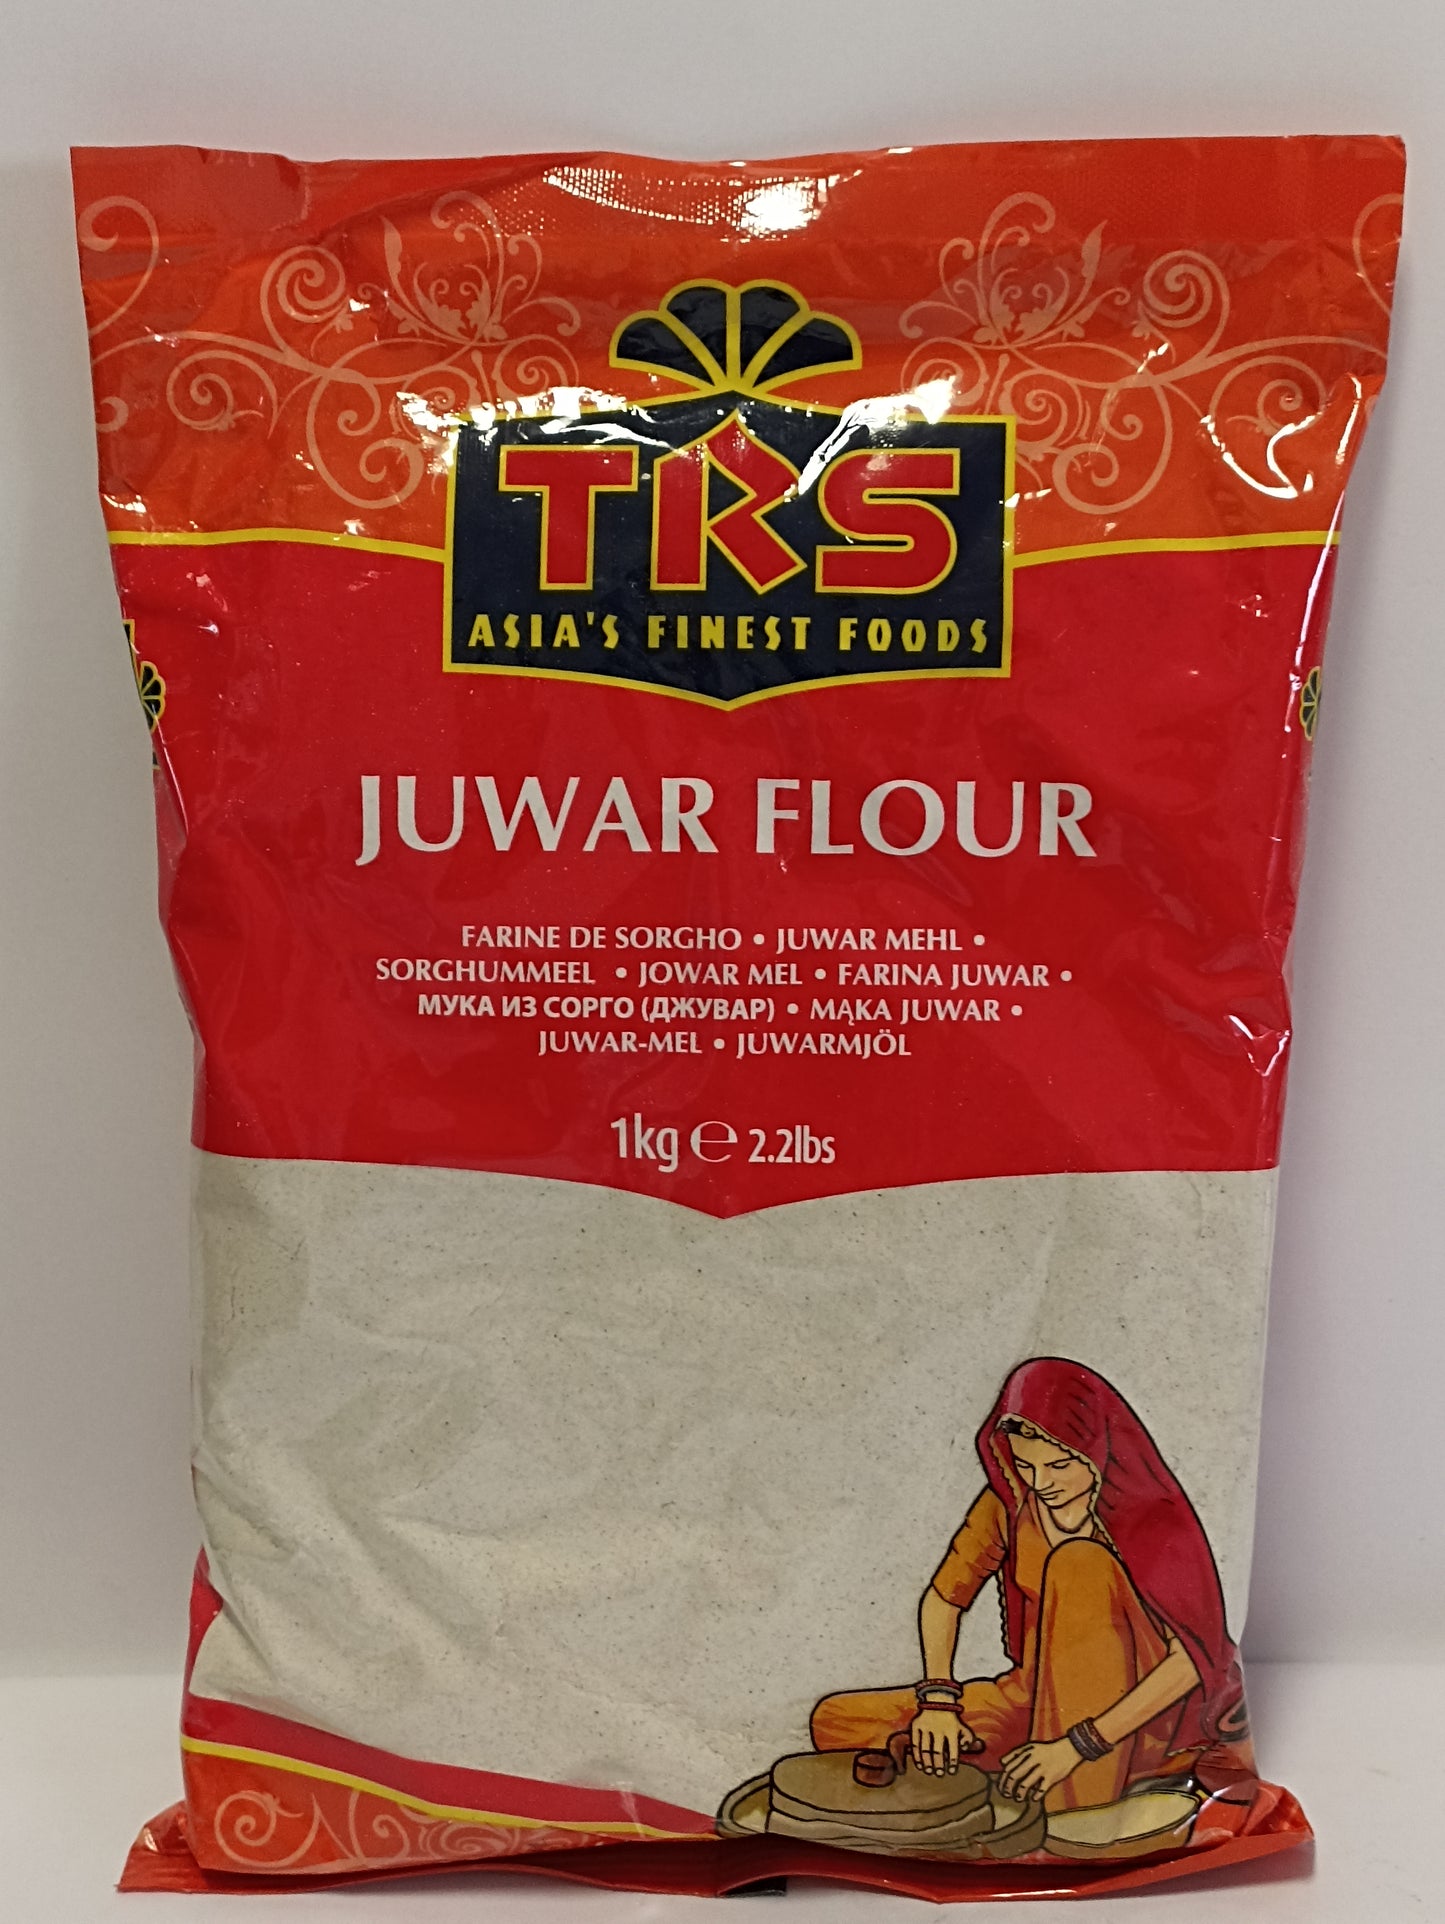 TRS
ASIA'S FINEST FOODS
JUWAR FLOUR
FARINE DE SORGHO • JUWAR MEHL •
SORGHUMMEEL • JOWAR MEL • FARINA JUWAR •
МУКА ИЗ СОРГО (ДЖУВАР) • MĄKA JUWAR •
JUWAR-MEL • JUWARMJÖL
1kg ℮ 2.2lbs